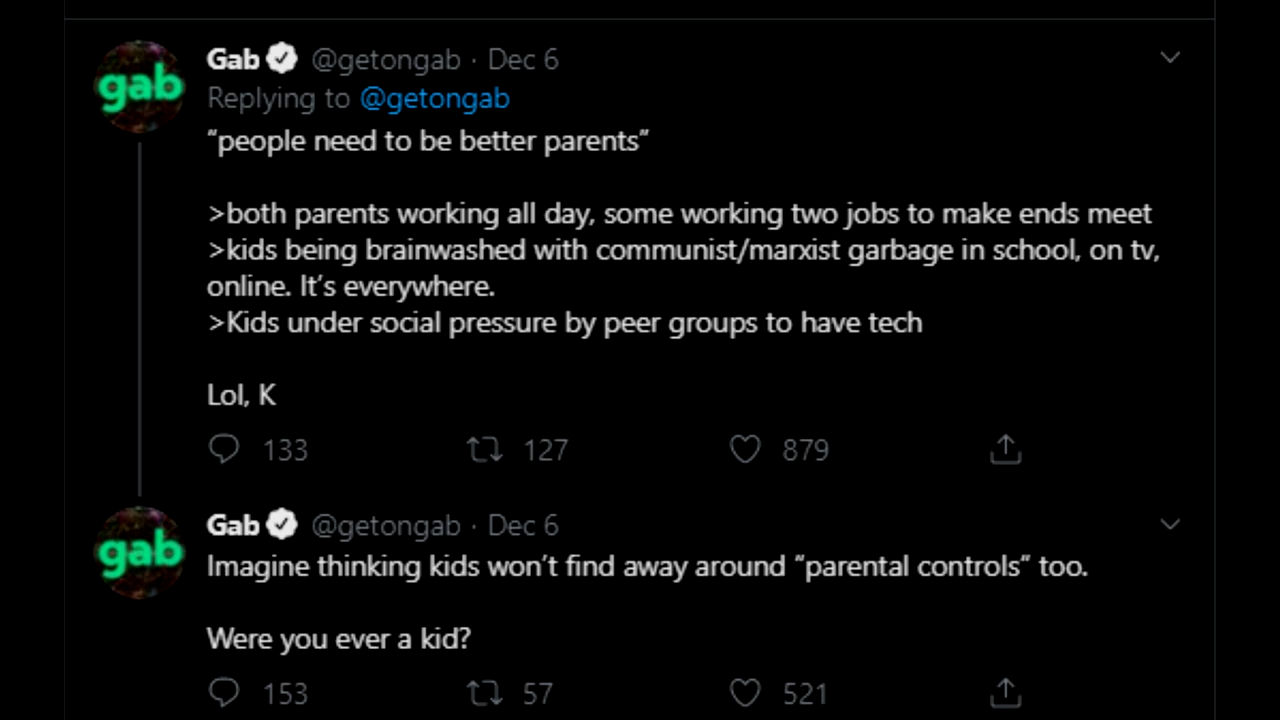 Gab @getongab · Dec 6
gab
Replying to @getongab
“people need to be better parents”
>both parents working all day, some working two jobs to make ends meet
>kids being brainwashed with communist/marxist garbage in school, on tv,
online. It’s everywhere.
>Kids under social pressure by peer groups to have tech
Lol, K
133 127 879
Gab @getongab · Dec 6
gab
Imagine thinking kids won’t find away around “parental controls” too.
Were you ever a kid?
153 57 521